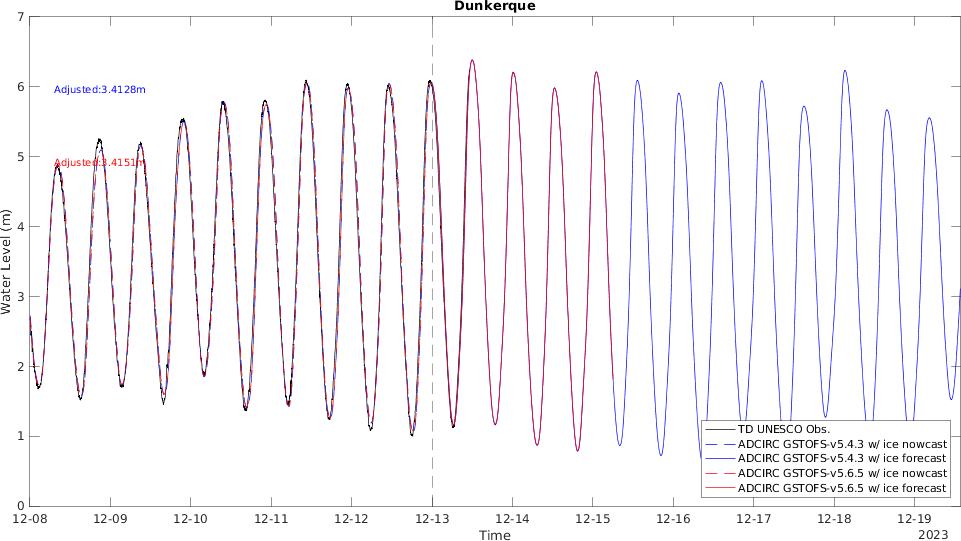 Dunkerque
7
6
5
4
3
2
1
0
Water Level (m)
Adjusted:3.4128m
Adjusted:3.4151m
TD UNESCO Obs.
ADCIRC GSTOFS-v5.4.3 w/ ice nowcast
ADCIRC GSTOFS-v5.4.3 w/ ice forecast
ADCIRC GSTOFS-v5.6.5 w/ ice nowcast
ADCIRC GSTOFS-v5.6.5 w/ ice forecast
12-08 12-09 12-10 12-11 12-12 12-13 12-14 12-15 12-16 12-17 12-18 12-19
Time
2023